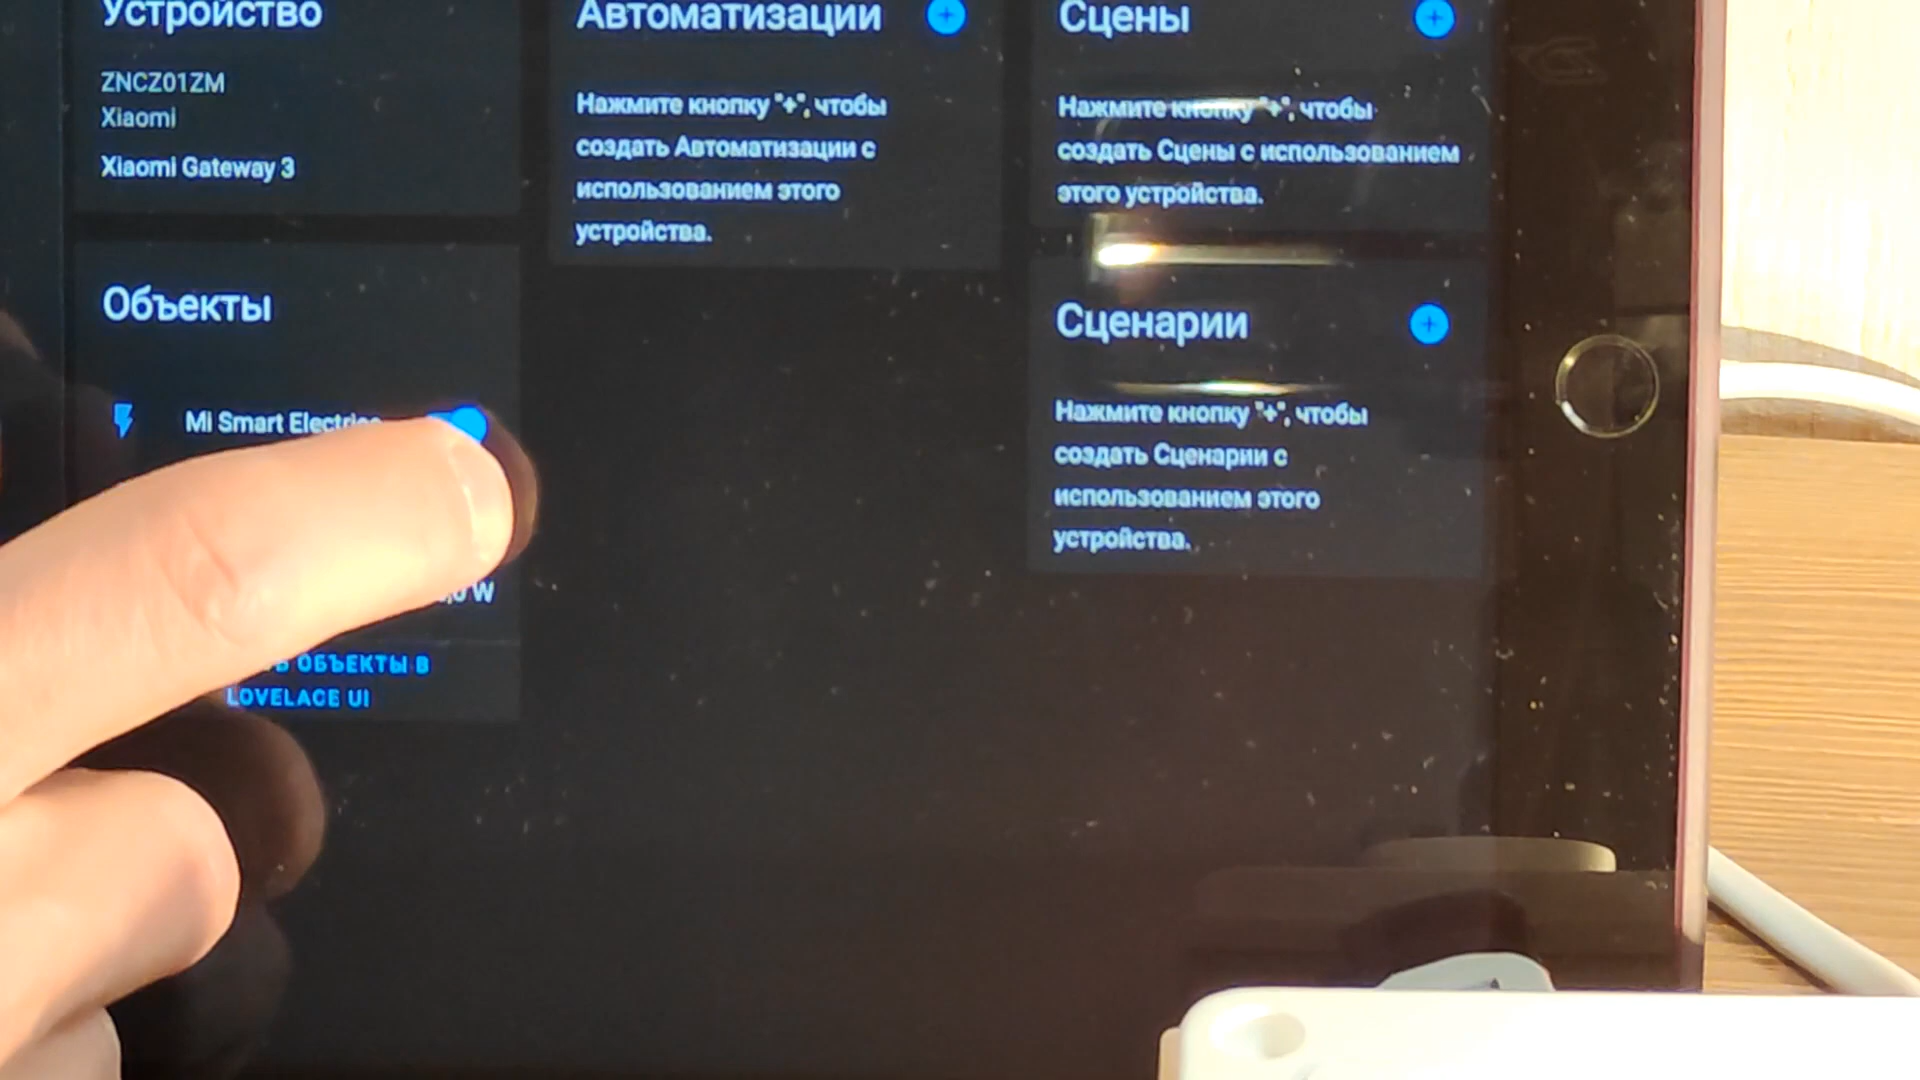 Устройство
ZNCZ01ZM
Xiaomi
Xiaomi Gateway 3
Автоматизации
Нажмите кнопку "+", чтобы
создать Автоматизации с
использованием этого
устройства.
Сцены
Нажмите кнопку "+", чтобы
создать Сцены с использованием
этого устройства.
Объекты
Mi Smart
W
ОБЪЕКТЫ В
LOVELACE UI
Сценарии
Нажмите кнопку "+", чтобы
создать Сценарии с
использованием этого
устройства.